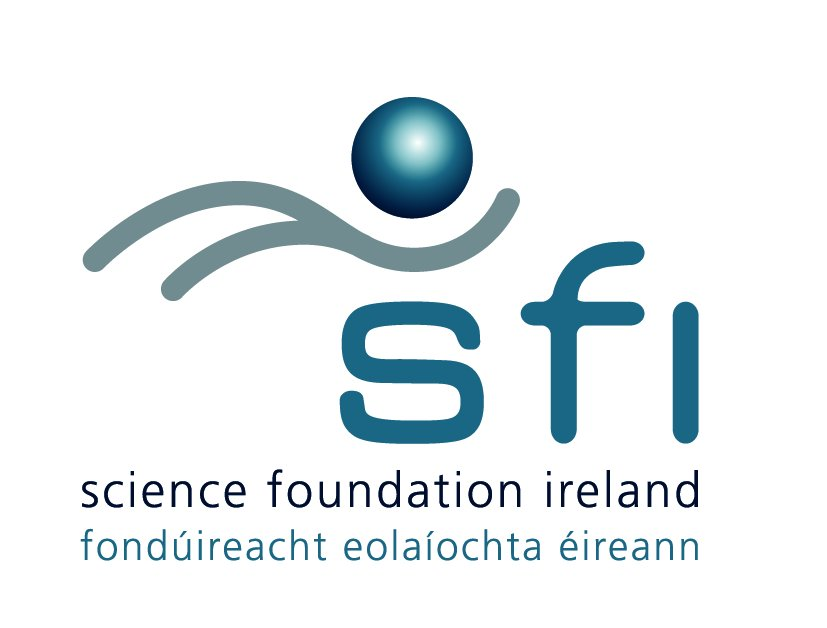 sfi
science foundation ireland
fondúireacht eolaíochta éireann